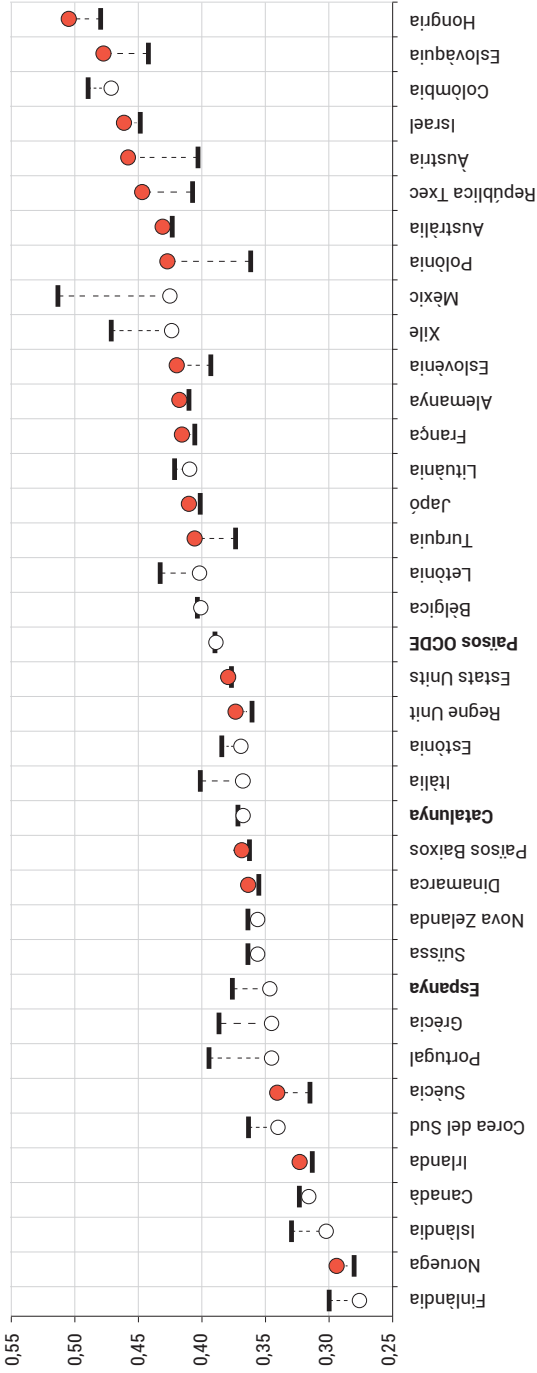 Hongria
Eslovàquia
Colòmbia
Israel
Àustria
República Txec
Austràlia
Polònia
Mèxic
Xile
Eslovènia
Alemanya
França
Lituània
Japó
Turquia
Letònia
Bèlgica
Països OCDE
Estats Units
Regne Unit
Estònia
Itàlia
Catalunya
Països Baixos
Dinamarca
Nova Zelanda
Suïssa
Espanya
Grècia
Portugal
Suècia
Corea del Sud
Irlanda
Canadà
Islàndia
Noruega
Finlàndia
0,55
0,50
0,45
0,40
0,35
0,30
0,25